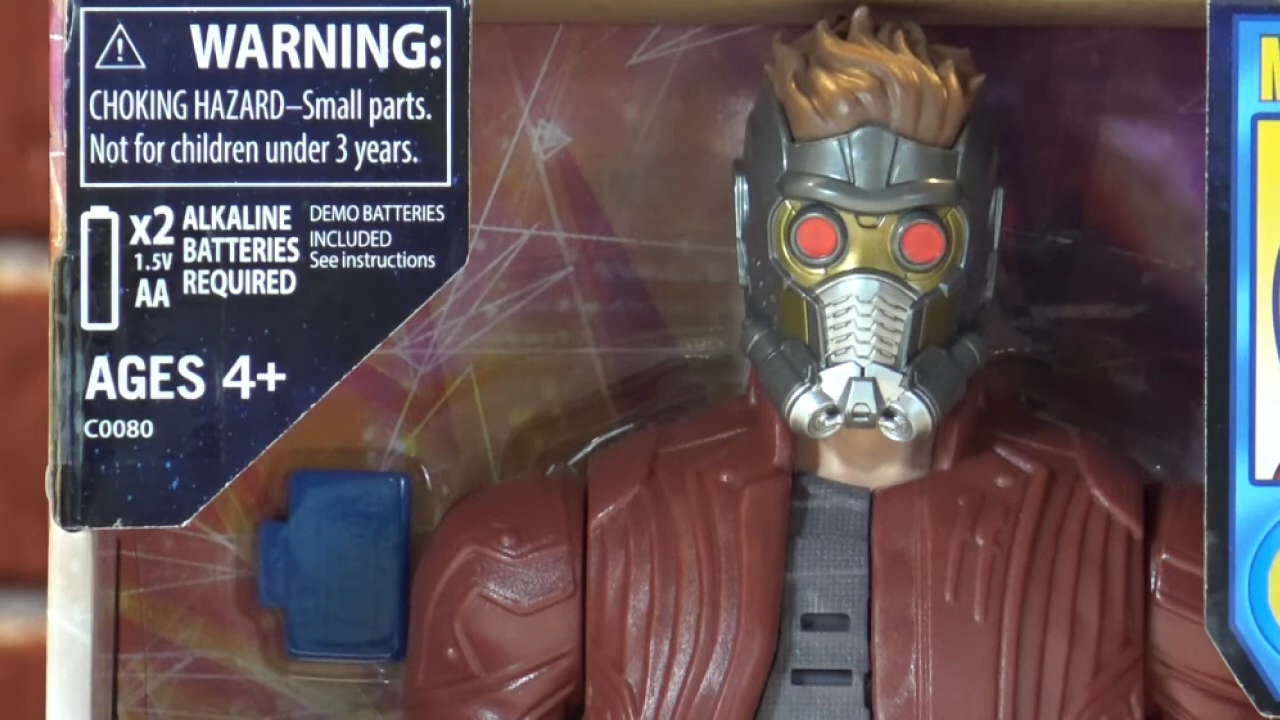 WARNING:
CHOKING HAZARD–Small parts.
Not for children under 3 years.
x2
1.5V
AA
ALKALINE
BATTERIES
REQUIRED
DEMO BATTERIES
INCLUDED
See instructions
AGES 4+
C0080